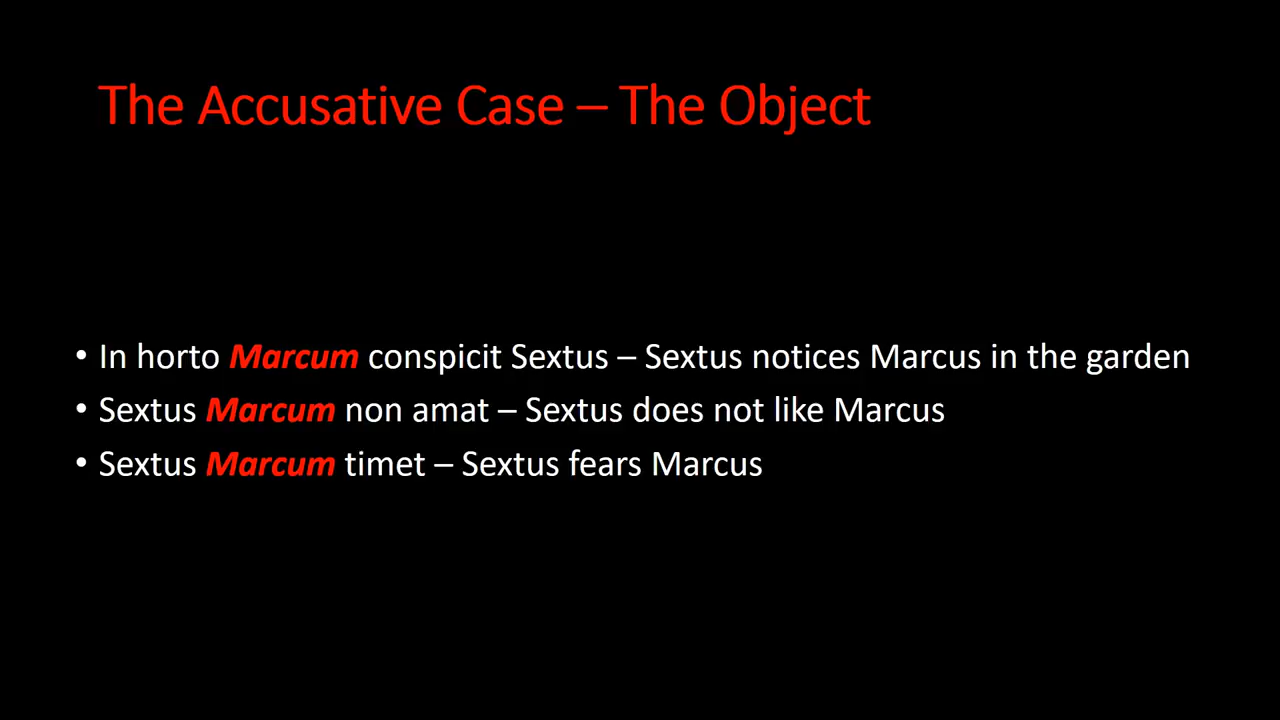 The Accusative Case – The Object
• In horto Marcum conspicit Sextus – Sextus notices Marcus in the garden
• Sextus Marcum non amat – Sextus does not like Marcus
• Sextus Marcum timet – Sextus fears Marcus